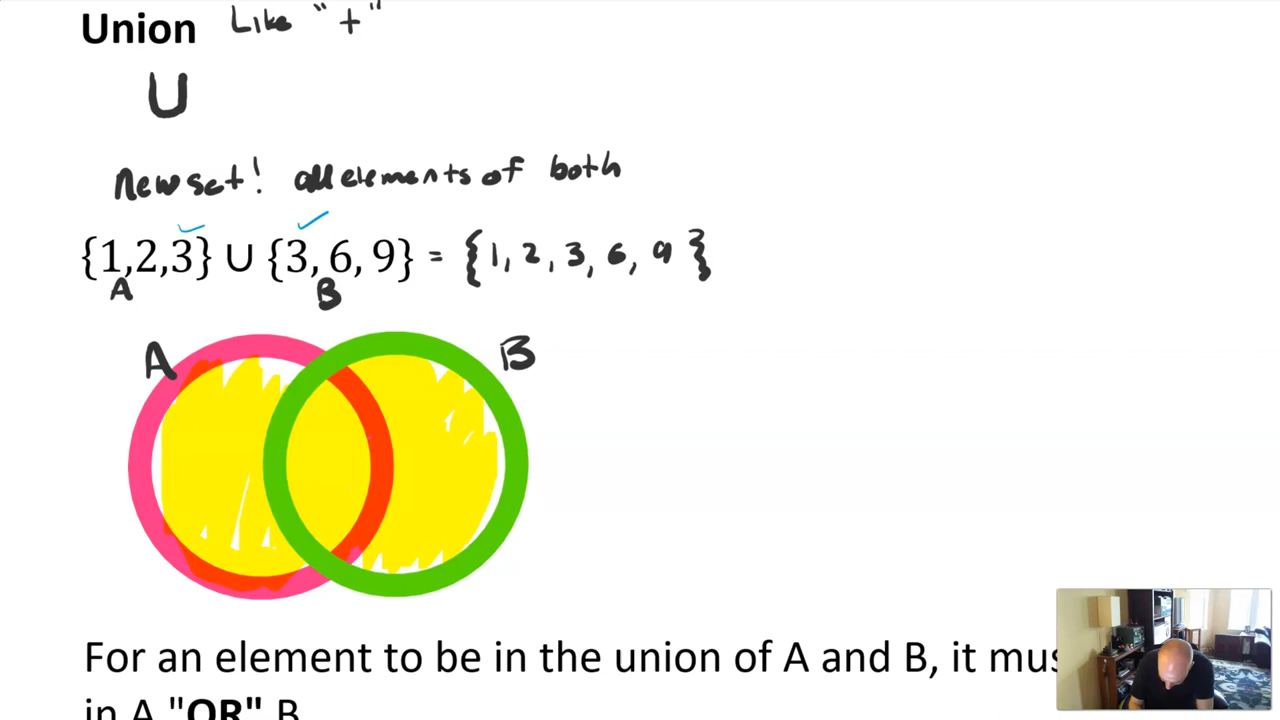 Union Like "+"
∪
New set! all elements of both
{1,2,3} ∪ {3, 6, 9} = {1, 2, 3, 6, 9}
A B
A B
For an element to be in the union of A and B, it mus
in A "OR" B